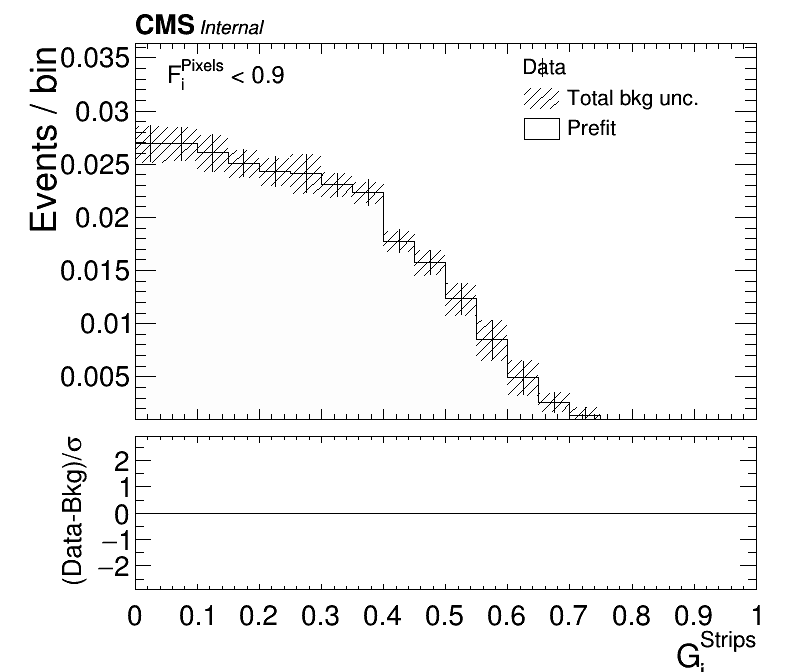 CMS Internal
F_i^Pixels < 0.9
Data
Total bkg unc.
Prefit
Events / bin
0.035
0.03
0.025
0.02
0.015
0.01
0.005
(Data-Bkg)/σ
2
1
0
−1
−2
0 0.1 0.2 0.3 0.4 0.5 0.6 0.7 0.8 0.9 1
G_i^Strips